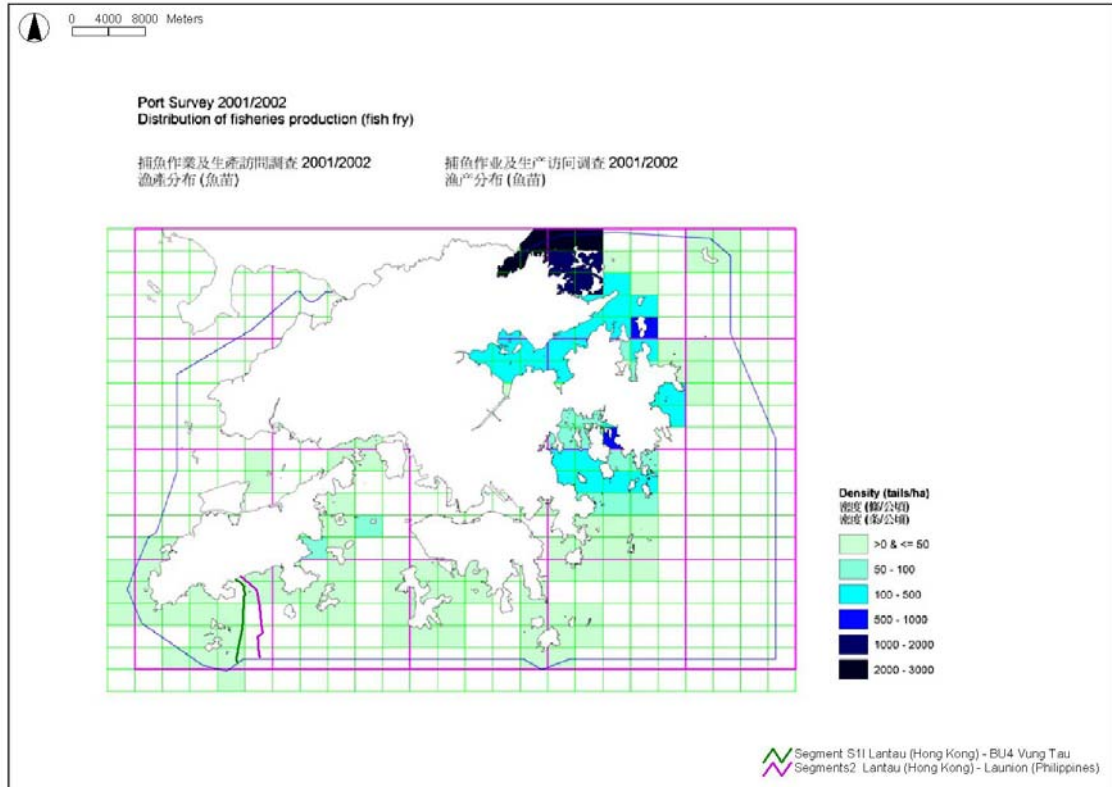 0 4000 8000 Meters
Port Survey 2001/2002
Distribution of fisheries production (fish fry)
捕魚作業及生產訪問調查 2001/2002
漁產分布 (魚苗)
捕鱼作业及生产访问调查 2001/2002
渔产分布 (鱼苗)
Density (tails/ha)
密度 (條/公頃)
密度 (条/公顷)
>0 & <= 50
50 - 100
100 - 500
500 - 1000
1000 - 2000
2000 - 3000
Segment S1I Lantau (Hong Kong) - BU4 Vung Tau
Segments2 Lantau (Hong Kong) - Launion (Philippines)